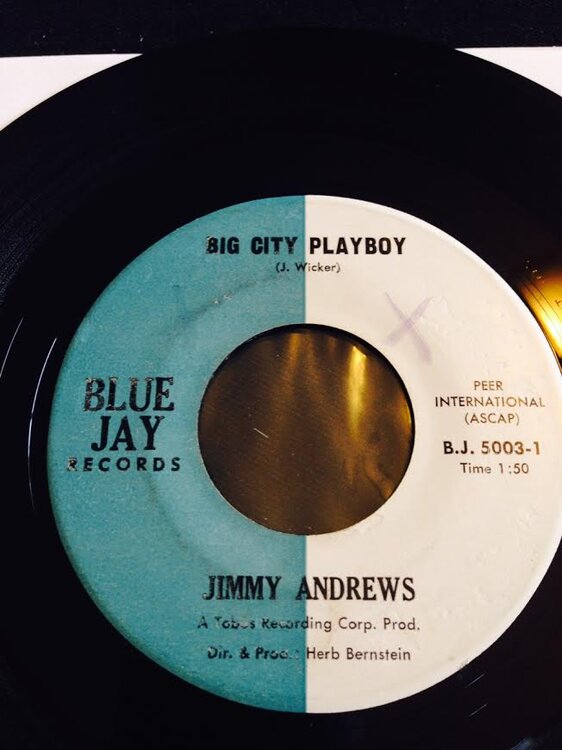 BIG CITY PLAYBOY
(J. Wicker)
BLUE
JAY
RECORDS
PEER
INTERNATIONAL
(ASCAP)
B.J. 5003-1
Time 1:50
JIMMY ANDREWS
A Tobas Recording Corp. Prod.
Dir. & Prod.: Herb Bernstein